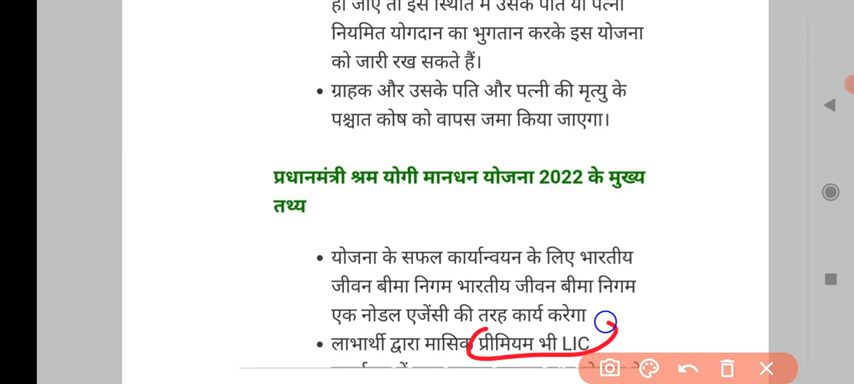 हो जाए तो इस स्थिति में उसके पति या पत्नी
नियमित योगदान का भुगतान करके इस योजना
को जारी रख सकते हैं।
• ग्राहक और उसके पति और पत्नी की मृत्यु के
पश्चात कोष को वापस जमा किया जाएगा।
प्रधानमंत्री श्रम योगी मानधन योजना 2022 के मुख्य
तथ्य
• योजना के सफल कार्यान्वयन के लिए भारतीय
जीवन बीमा निगम भारतीय जीवन बीमा निगम
एक नोडल एजेंसी की तरह कार्य करेगा
• लाभार्थी द्वारा मासिक प्रीमियम भी LIC